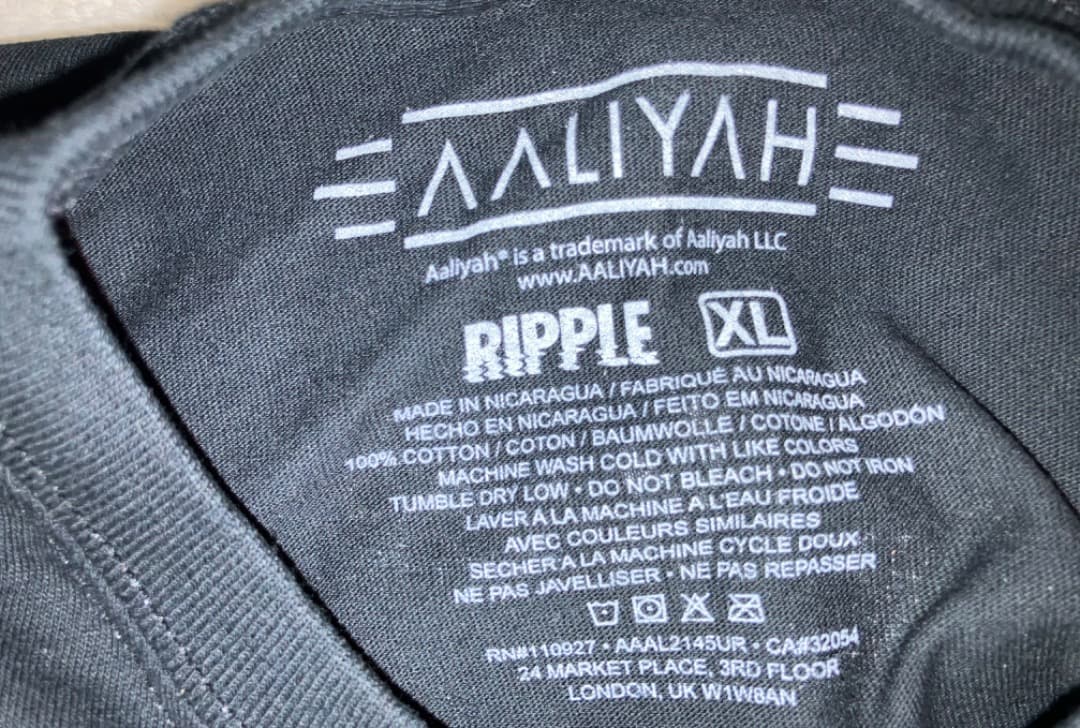 AALIYAH
Aaliyah® is a trademark of Aaliyah LLC
www.AALIYAH.com
RIPPLE XL
MADE IN NICARAGUA / FABRIQUÉ AU NICARAGUA
HECHO EN NICARAGUA / FEITO EM NICARAGUA
100% COTTON / COTON / BAUMWOLLE / COTONE / ALGODÓN
MACHINE WASH COLD WITH LIKE COLORS
TUMBLE DRY LOW • DO NOT BLEACH • DO NOT IRON
LAVER A LA MACHINE A L'EAU FROIDE
AVEC COULEURS SIMILAIRES
SECHER A LA MACHINE CYCLE DOUX
NE PAS JAVELLISER • NE PAS REPASSER
RN#110927 • AAAL2145UR • CA#32054
24 MARKET PLACE, 3RD FLOOR
LONDON, UK W1W8AN